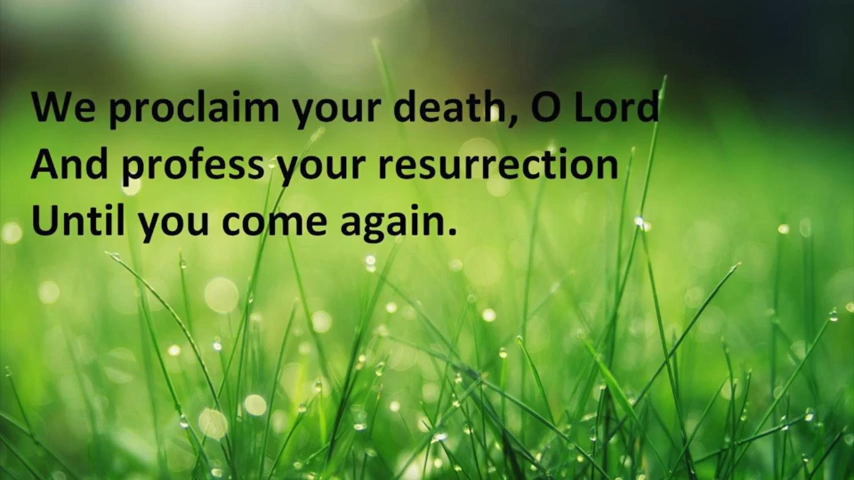 We proclaim your death, O Lord
And profess your resurrection
Until you come again.